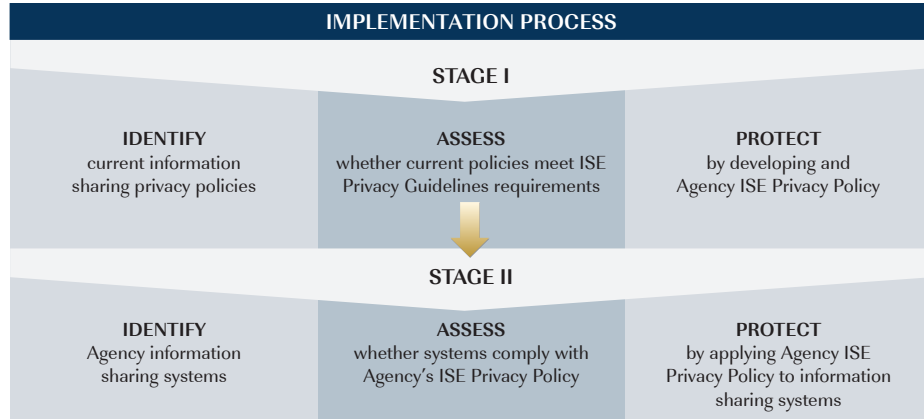 IMPLEMENTATION PROCESS
STAGE I
IDENTIFY
current information
sharing privacy policies
ASSESS
whether current policies meet ISE
Privacy Guidelines requirements
PROTECT
by developing and
Agency ISE Privacy Policy
STAGE II
IDENTIFY
Agency information
sharing systems
ASSESS
whether systems comply with
Agency's ISE Privacy Policy
PROTECT
by applying Agency ISE
Privacy Policy to information
sharing systems